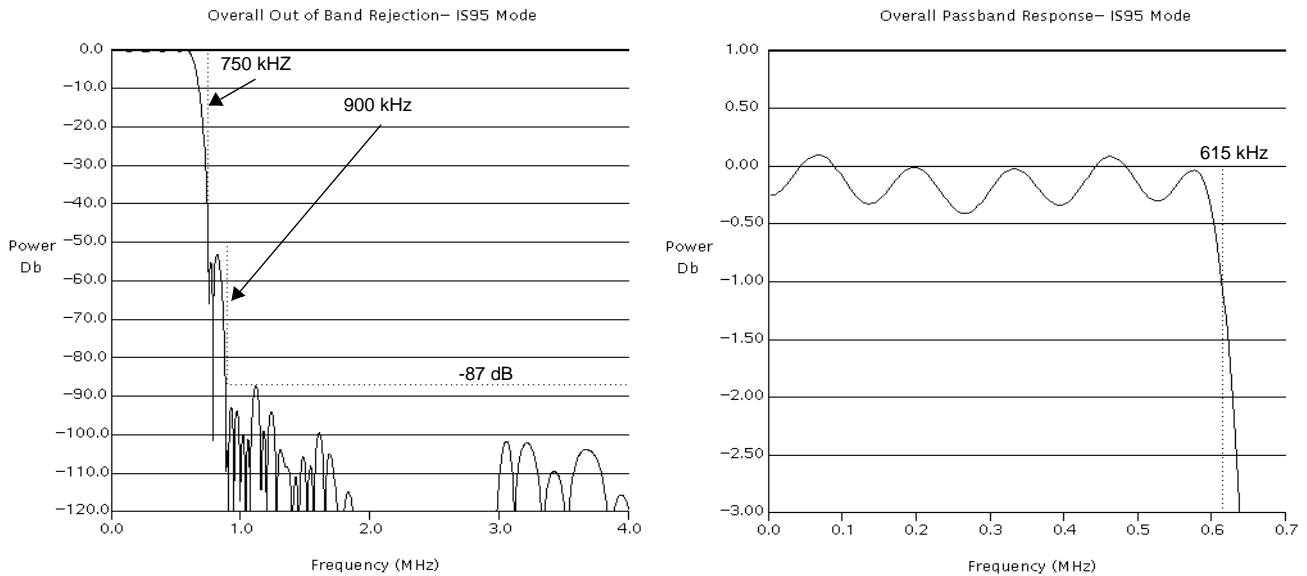 Overall Out of Band Rejection− IS95 Mode
0.0
−10.0
−20.0
−30.0
−40.0
−50.0
−60.0
−70.0
−80.0
−90.0
−100.0
−110.0
−120.0
Power
Db
750 kHZ
900 kHz
-87 dB
0.0 1.0 2.0 3.0 4.0
Frequency (MHz)
Overall Passband Response− IS95 Mode
1.00
0.50
0.00
−0.50
−1.00
−1.50
−2.00
−2.50
−3.00
Power
Db
615 kHz
0.0 0.1 0.2 0.3 0.4 0.5 0.6 0.7
Frequency (MHz)